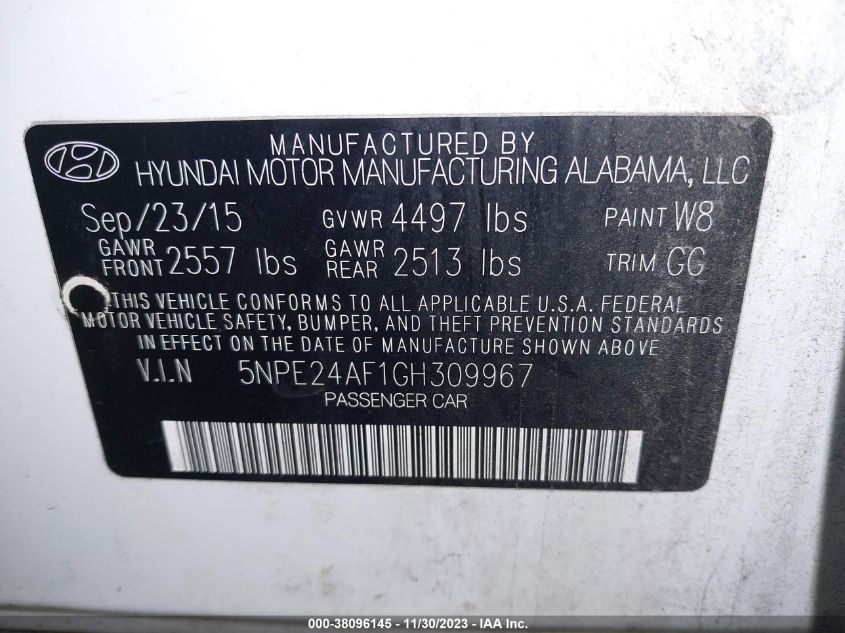 MANUFACTURED BY
HYUNDAI MOTOR MANUFACTURING ALABAMA, LLC
Sep/23/15 GVWR 4497 lbs PAINT W8
GAWR FRONT 2557 lbs GAWR REAR 2513 lbs TRIM GG
THIS VEHICLE CONFORMS TO ALL APPLICABLE U.S.A. FEDERAL
MOTOR VEHICLE SAFETY, BUMPER, AND THEFT PREVENTION STANDARDS
IN EFFECT ON THE DATE OF MANUFACTURE SHOWN ABOVE
V.I.N 5NPE24AF1GH309967
PASSENGER CAR
000-38096145 - 11/30/2023 - IAA Inc.